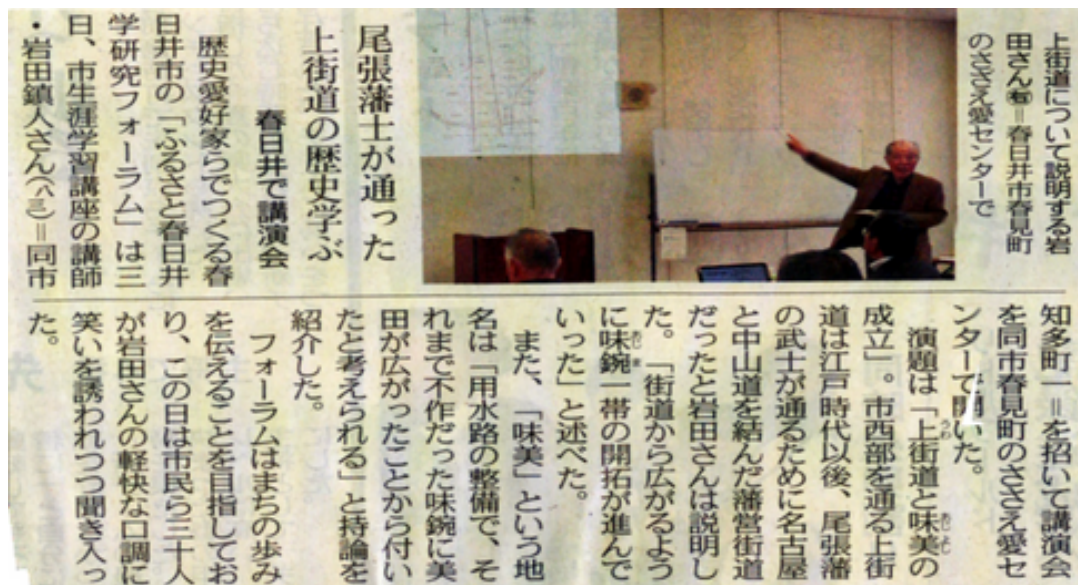 上街道について説明する岩
田さん㊨＝春日井市春見町
のささえ愛センターで
尾張藩士が通った
上街道の歴史学ぶ
春日井で講演会
歴史愛好家らでつくる春
日井市の「ふるさと春日井
学研究フォーラム」は三
日、市生涯学習講座の講師
・岩田鎮人さん(八三)＝同市
知多町一＝を招いて講演会
を同市春見町のささえ愛セ
ンターで開いた。
演題は「上街道と味美の
成立」。市西部を通る上街
道は江戸時代以後、尾張藩
の武士が通るために名古屋
と中山道を結んだ藩営街道
だったと岩田さんは説明し
た。「街道から広がるよう
に味鋺一帯の開拓が進んで
いった」と述べた。
また、「味美」という地
名は「用水路の整備で、そ
れまで不作だった味鋺に美
田が広がったことから付い
たと考えられる」と持論を
紹介した。
フォーラムはまちの歩み
を伝えることを目指してお
り、この日は市民ら三十人
が岩田さんの軽快な口調に
笑いを誘われつつ聞き入っ
た。